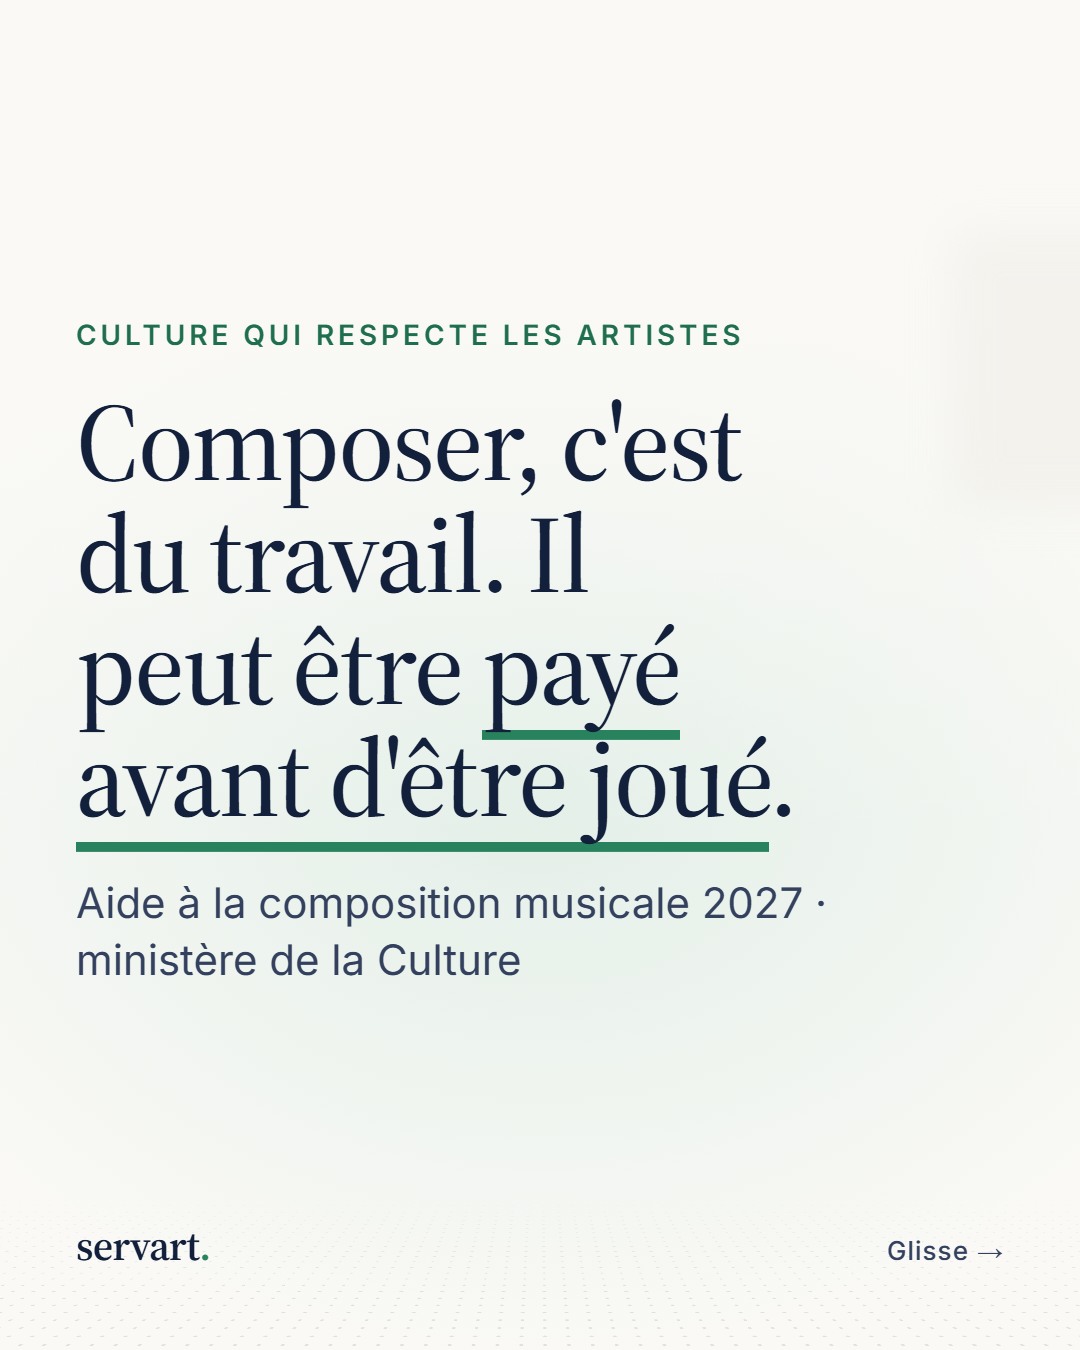 CULTURE QUI RESPECTE LES ARTISTES
Composer, c'est
du travail. Il
peut être payé
avant d'être joué.
Aide à la composition musicale 2027 ·
ministère de la Culture
servart.
Glisse →